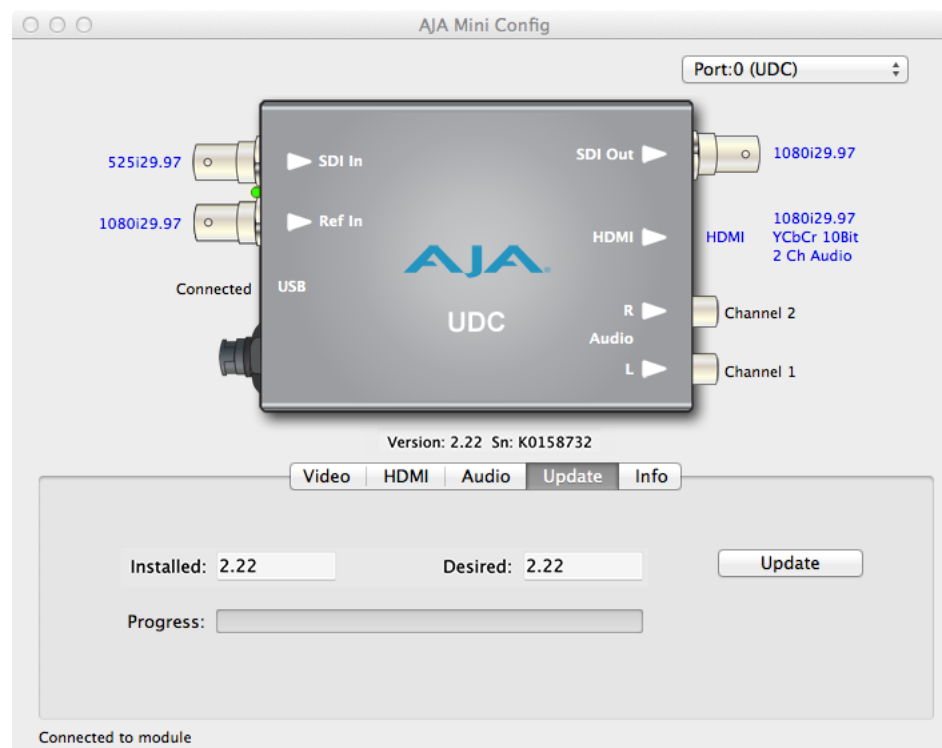 AJA Mini Config
Port:0 (UDC)
525i29.97
SDI In
SDI Out
1080i29.97
1080i29.97
Ref In
HDMI
HDMI
1080i29.97
YCbCr 10Bit
2 Ch Audio
Connected
USB
AJA
UDC
R
Channel 2
Audio
L
Channel 1
Version: 2.22 Sn: K0158732
Video HDMI Audio Update Info
Installed: 2.22 Desired: 2.22 Update
Progress:
Connected to module